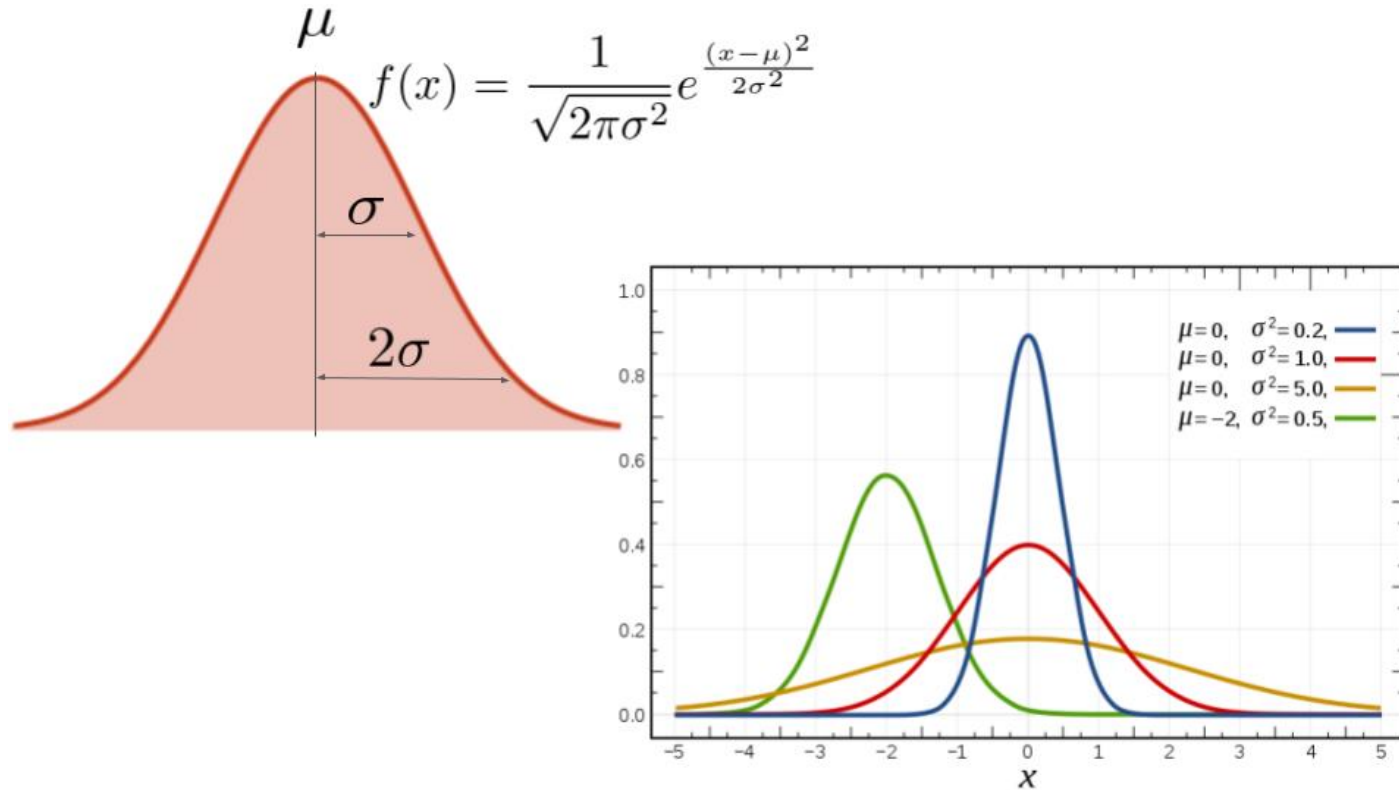 μ
f(x) = 1/√(2πσ²) e^((x−μ)²/(2σ²))
σ
2σ
1.0
0.8
0.6
0.4
0.2
0.0
μ=0, σ²=0.2,
μ=0, σ²=1.0,
μ=0, σ²=5.0,
μ=−2, σ²=0.5,
−5 −4 −3 −2 −1 0 1 2 3 4 5
x